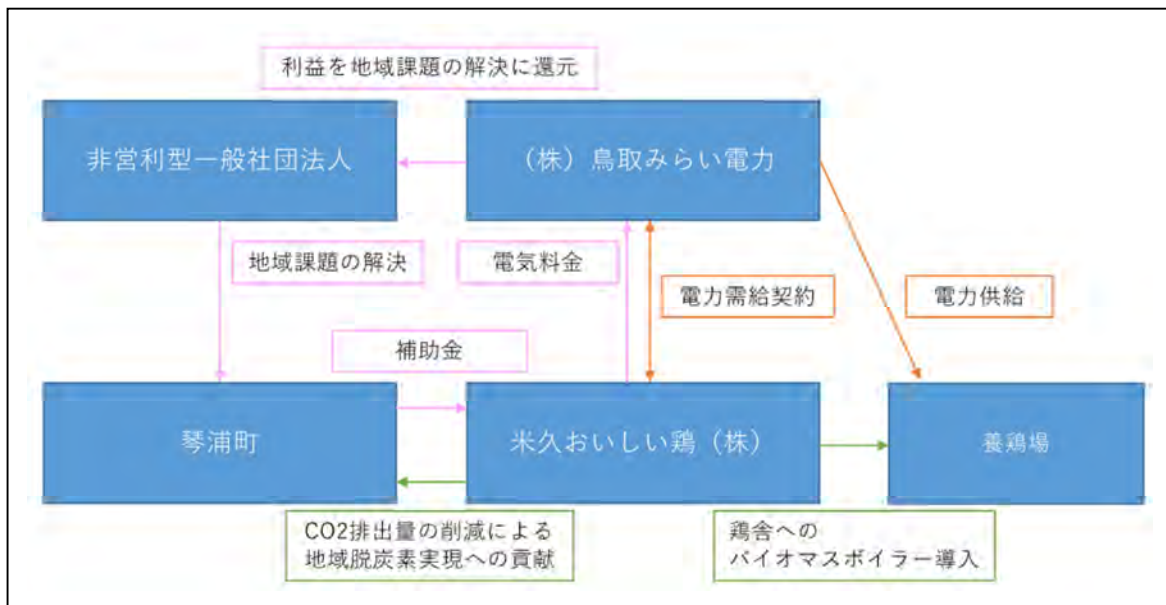 利益を地域課題の解決に還元
非営利型一般社団法人
（株）鳥取みらい電力
地域課題の解決
電気料金
電力需給契約
電力供給
補助金
琴浦町
米久おいしい鶏（株）
養鶏場
CO2排出量の削減による
地域脱炭素実現への貢献
鶏舎への
バイオマスボイラー導入